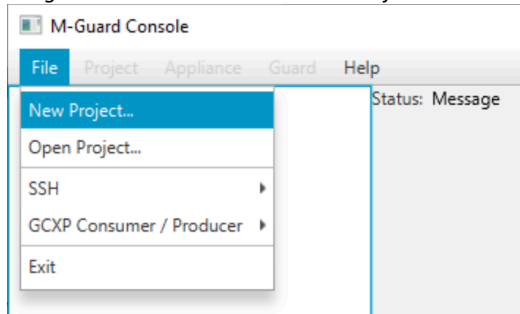 M-Guard Console
File Project Appliance Guard Help
Status: Message
New Project...
Open Project...
SSH
GCXP Consumer / Producer
Exit